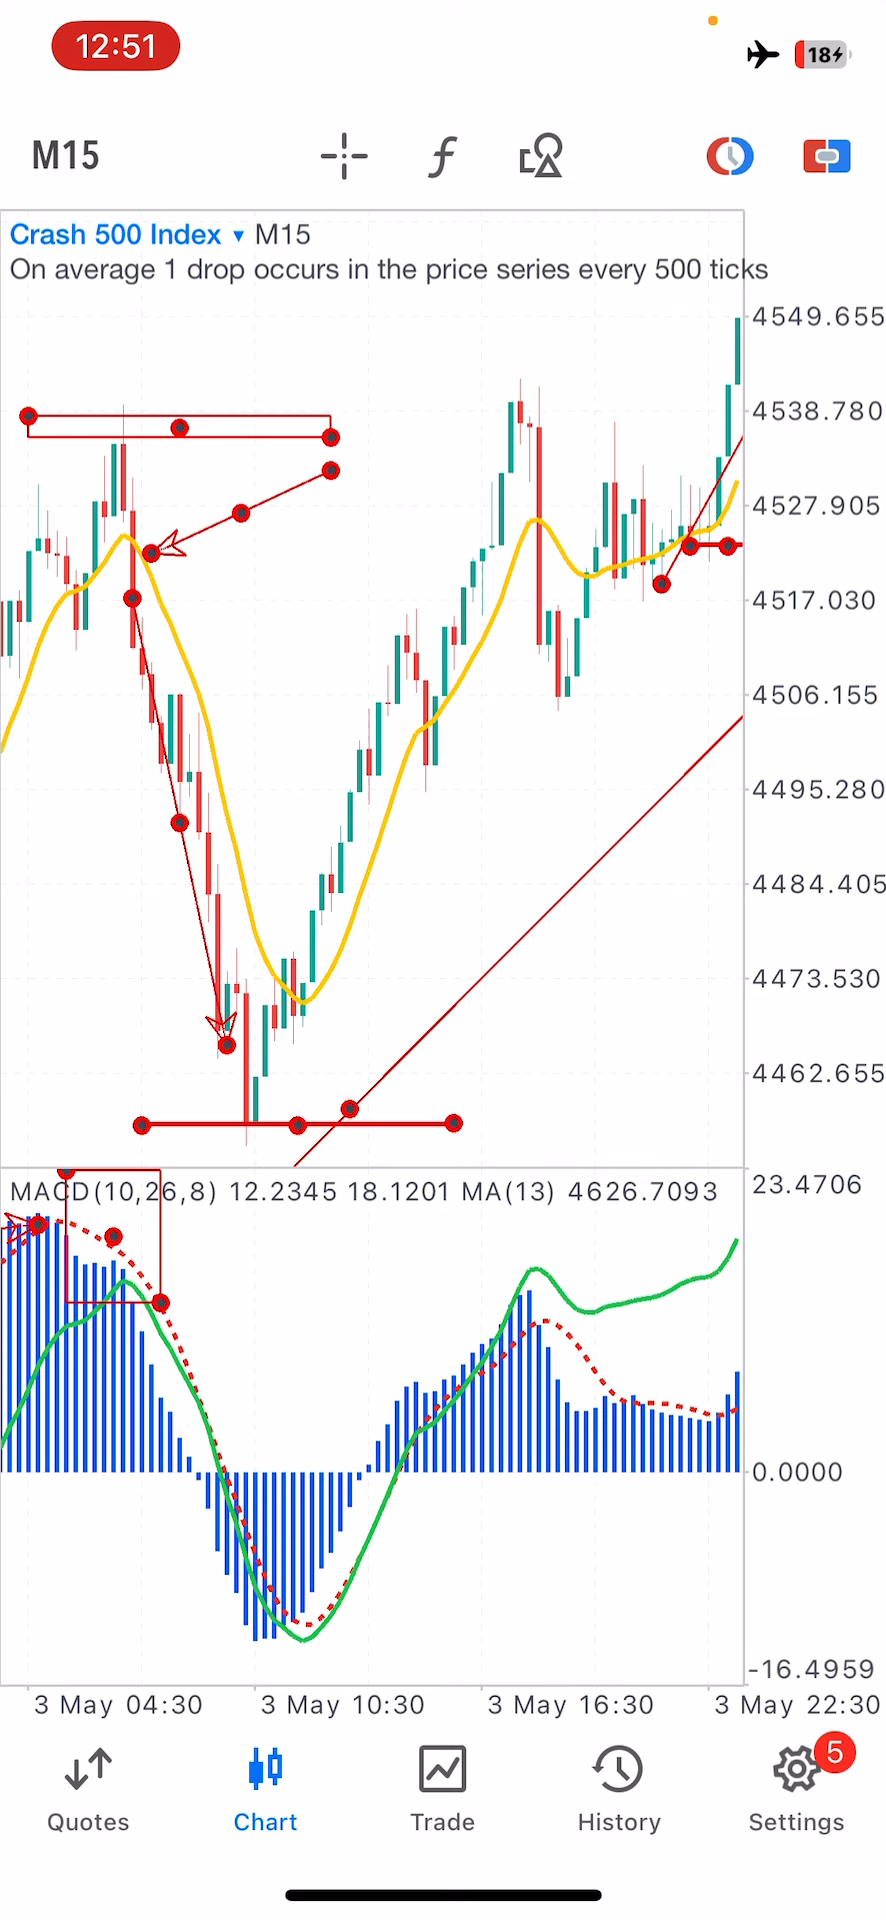 12:51
18
M15
Crash 500 Index ▾ M15
On average 1 drop occurs in the price series every 500 ticks
4549.655
4538.780
4527.905
4517.030
4506.155
4495.280
4484.405
4473.530
4462.655
MACD(10,26,8) 12.2345 18.1201 MA(13) 4626.7093
23.4706
0.0000
-16.4959
3 May 04:30 3 May 10:30 3 May 16:30 3 May 22:30
5
Quotes Chart Trade History Settings